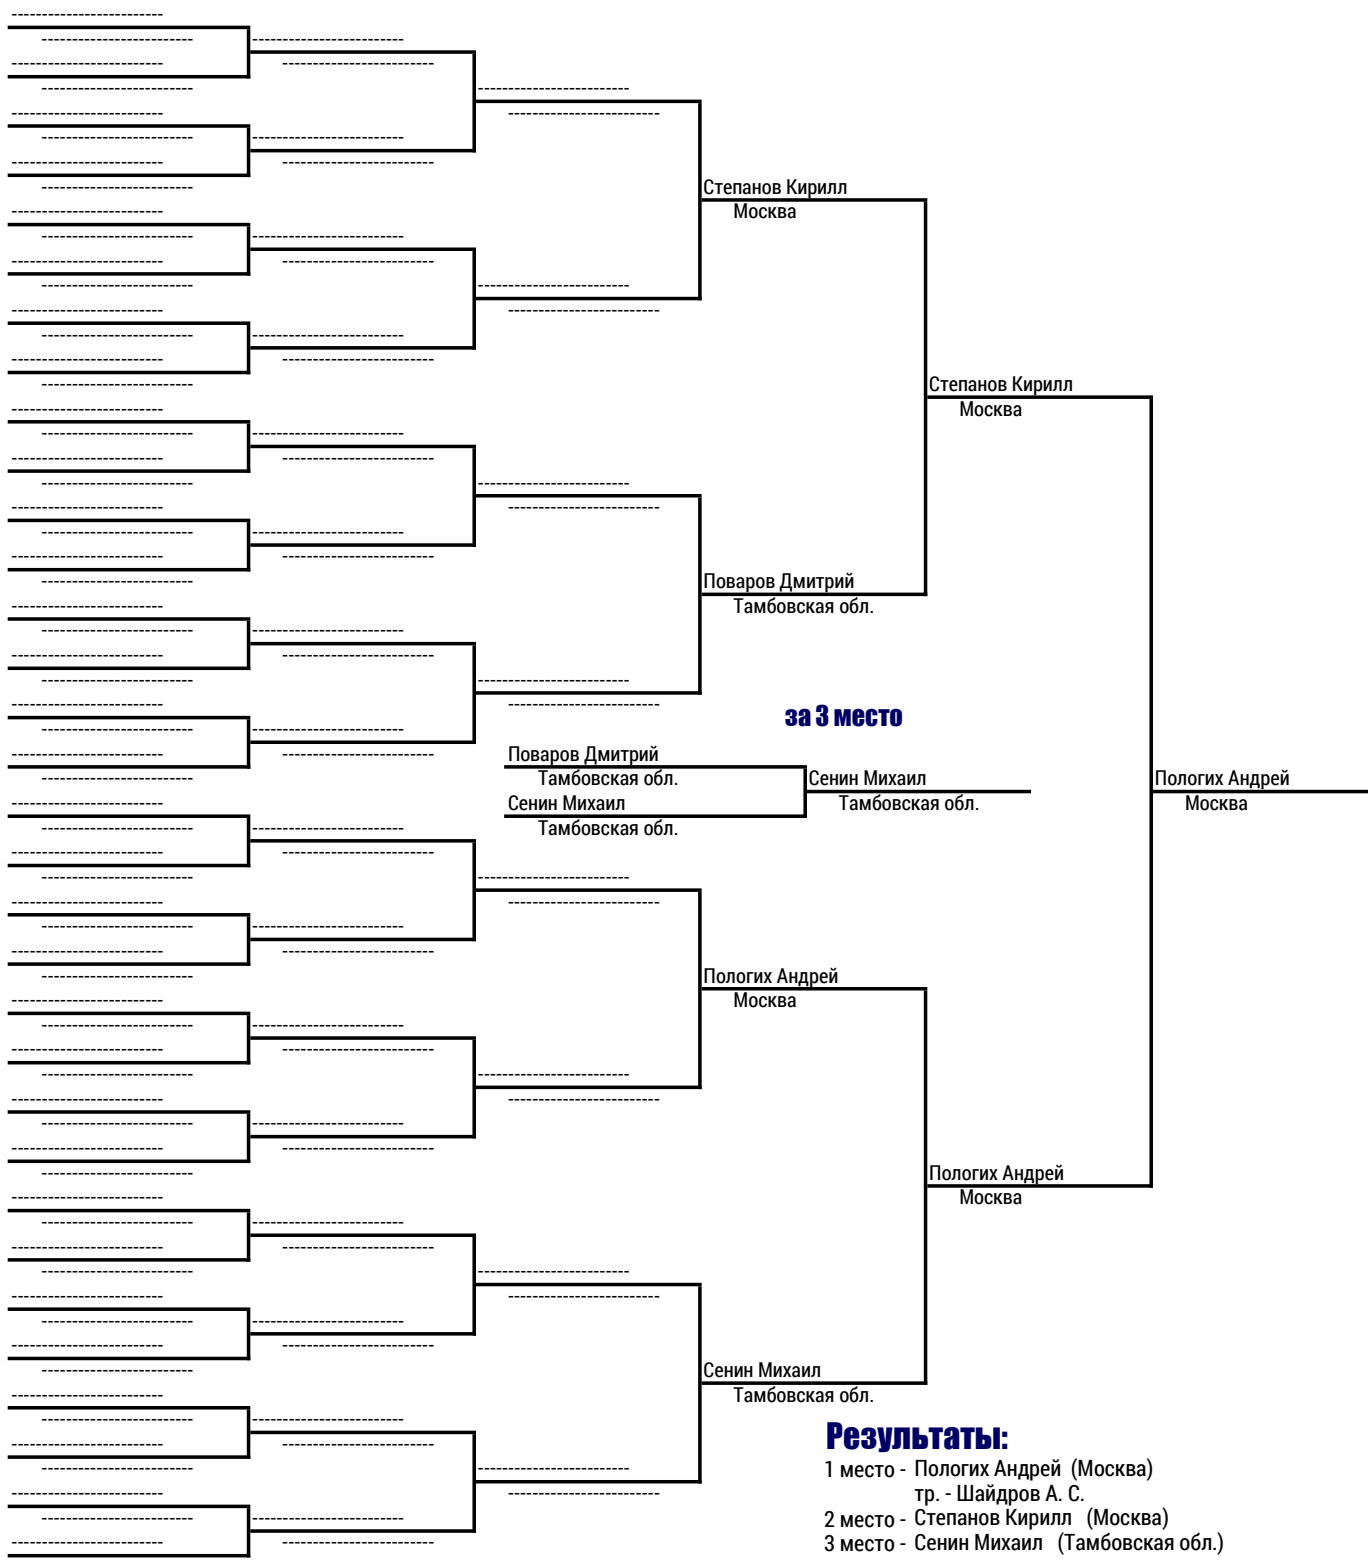 Степанов Кирилл
Москва
Степанов Кирилл
Москва
Поваров Дмитрий
Тамбовская обл.
за 3 место
Поваров Дмитрий
Тамбовская обл.
Сенин Михаил
Тамбовская обл.
Сенин Михаил
Тамбовская обл.
Пологих Андрей
Москва
Пологих Андрей
Москва
Пологих Андрей
Москва
Сенин Михаил
Тамбовская обл.
Результаты:
1 место - Пологих Андрей (Москва)
тр. - Шайдров А. С.
2 место - Степанов Кирилл (Москва)
3 место - Сенин Михаил (Тамбовская обл.)